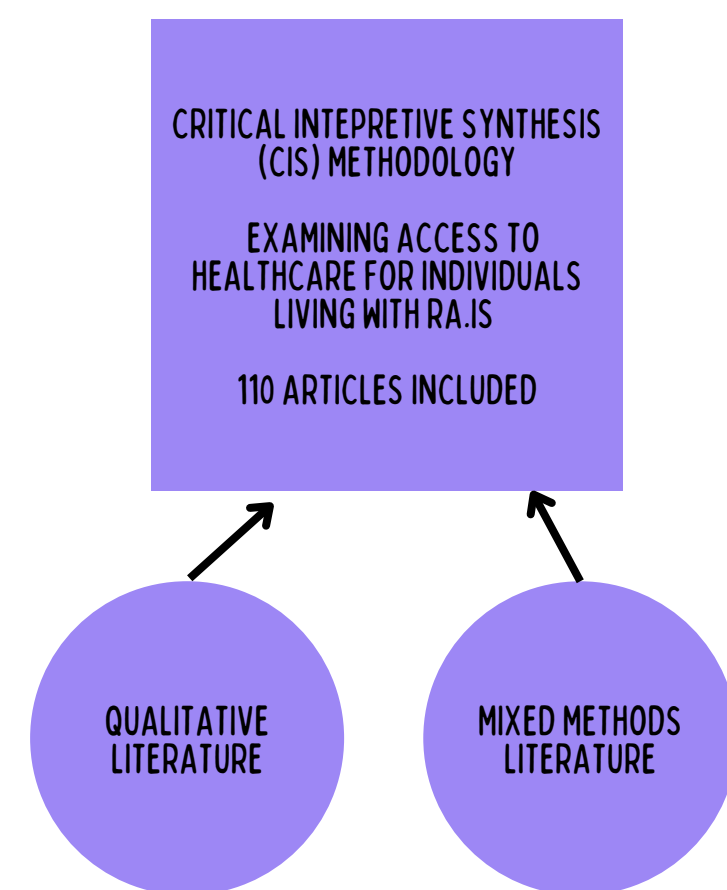 CRITICAL INTEPRETIVE SYNTHESIS
(CIS) METHODOLOGY
EXAMINING ACCESS TO
HEALTHCARE FOR INDIVIDUALS
LIVING WITH RA.IS
110 ARTICLES INCLUDED
QUALITATIVE
LITERATURE
MIXED METHODS
LITERATURE